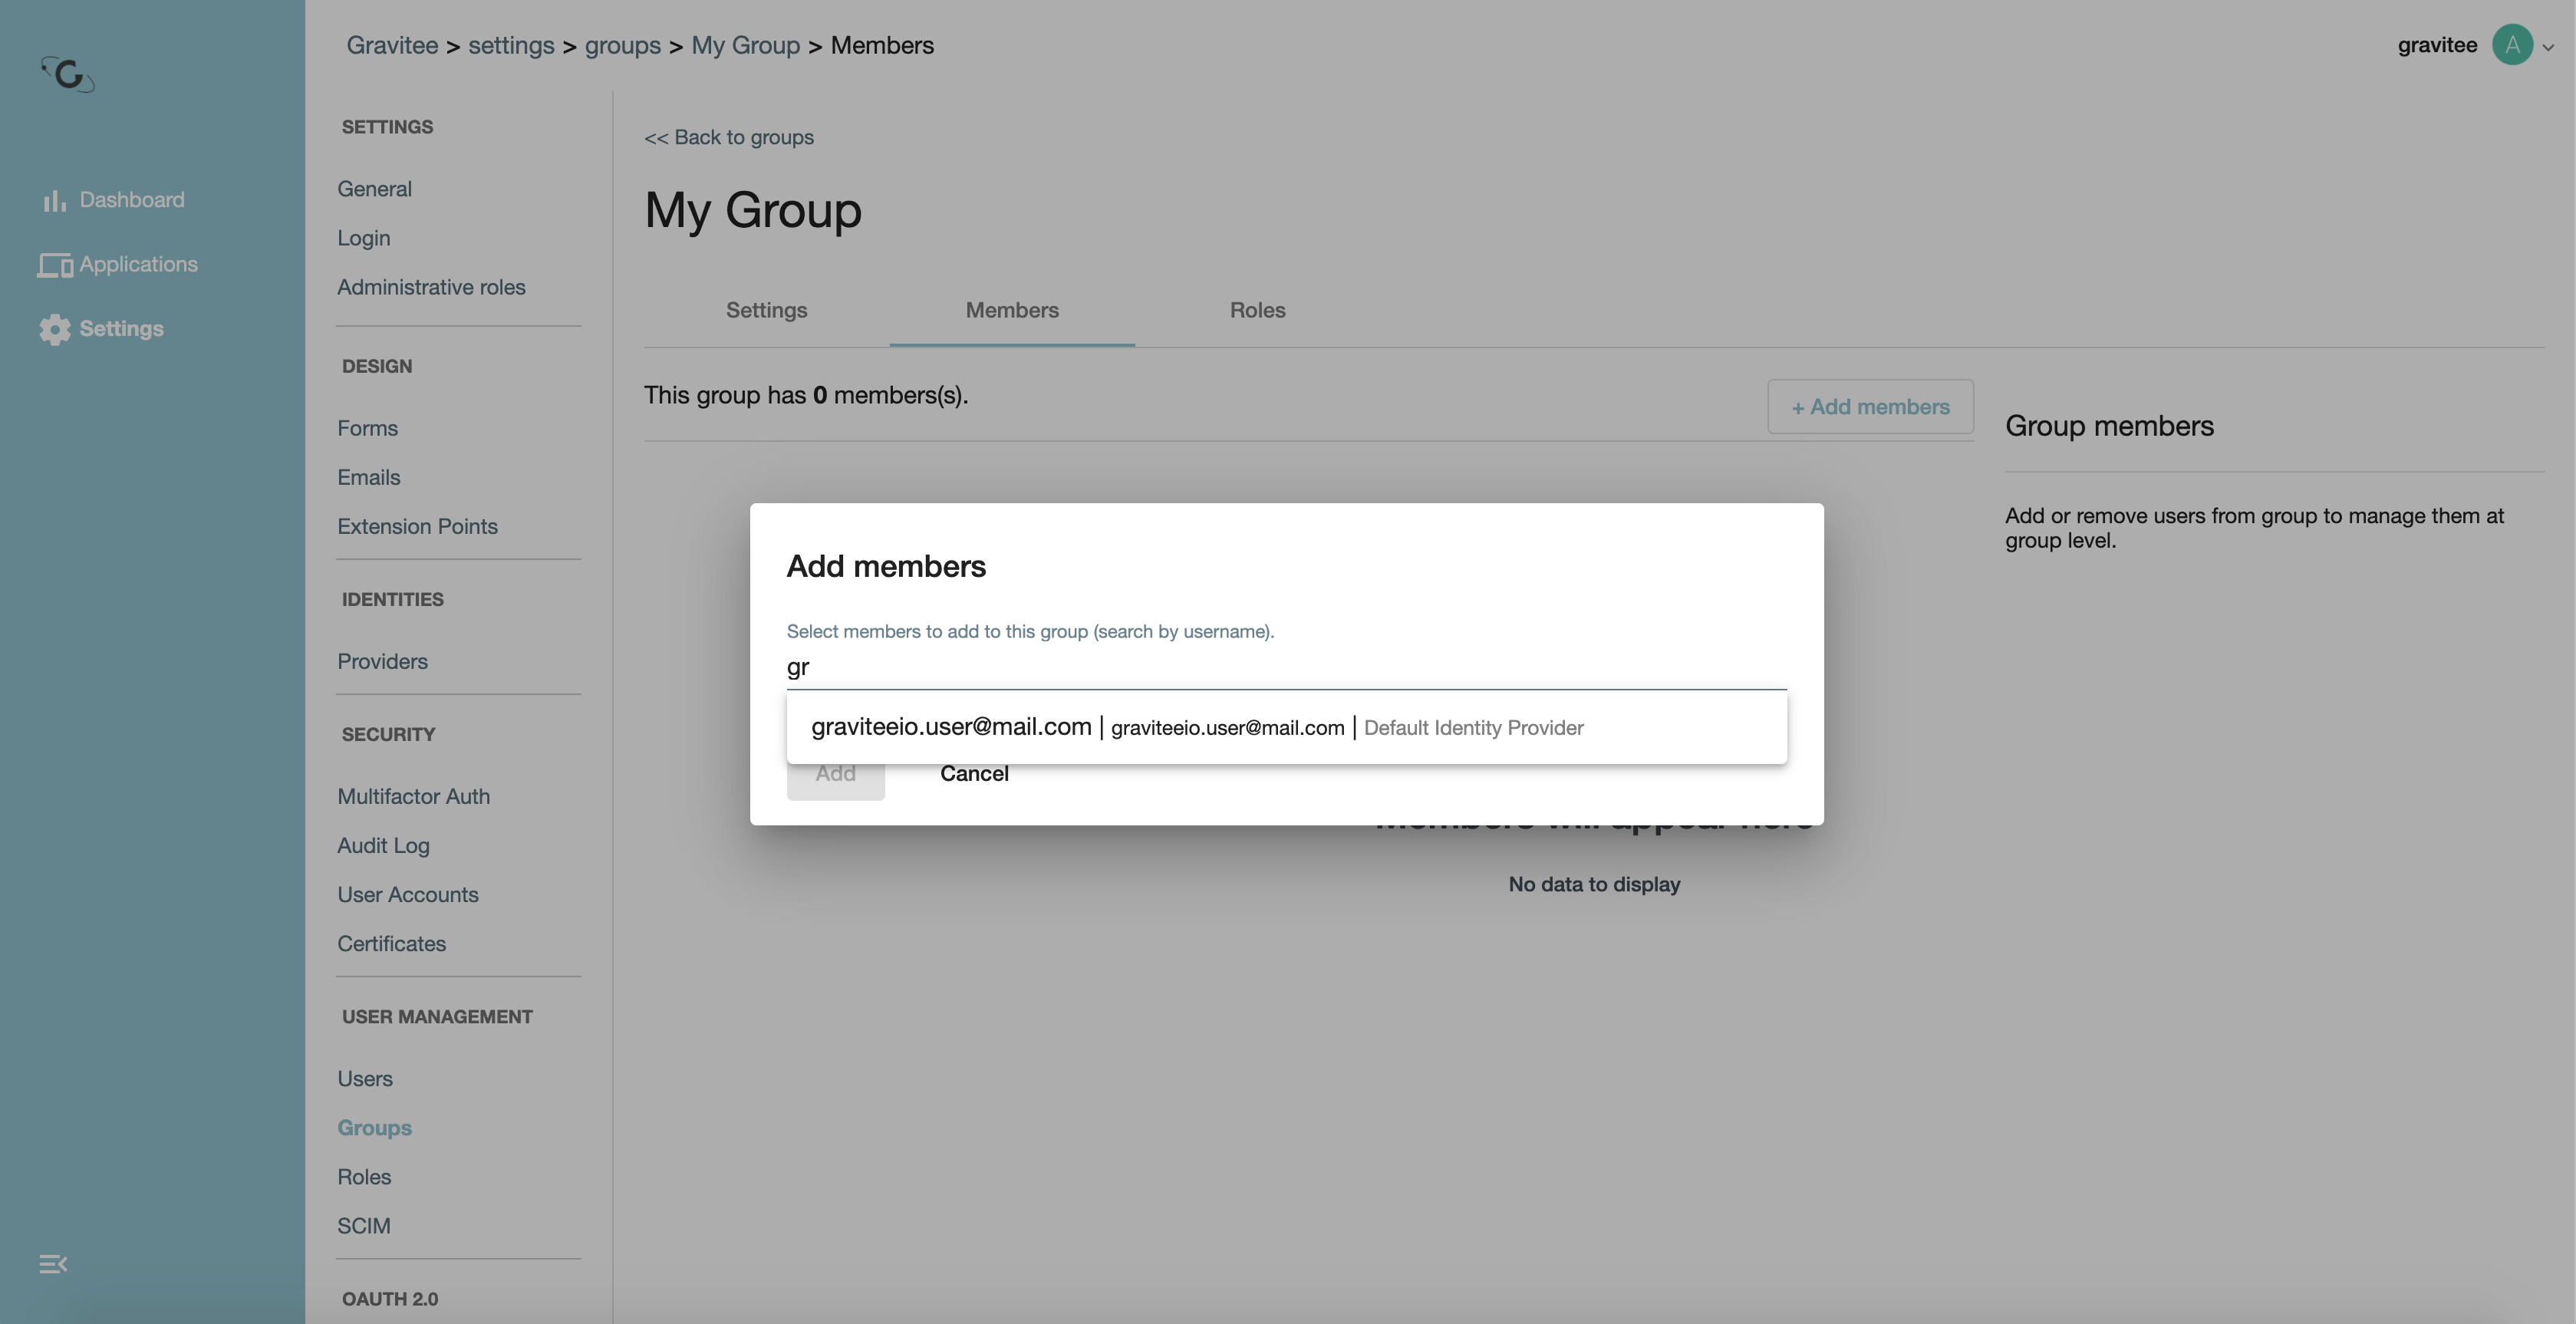 Gravitee > settings > groups > My Group > Members
gravitee
A
Dashboard
Applications
Settings
SETTINGS
General
Login
Administrative roles
DESIGN
Forms
Emails
Extension Points
IDENTITIES
Providers
SECURITY
Multifactor Auth
Audit Log
User Accounts
Certificates
USER MANAGEMENT
Users
Groups
Roles
SCIM
OAUTH 2.0
<< Back to groups
My Group
Settings
Members
Roles
This group has 0 members(s).
+ Add members
Group members
Add or remove users from group to manage them at
group level.
Add members
Select members to add to this group (search by username).
gr
graviteeio.user@mail.com | graviteeio.user@mail.com | Default Identity Provider
Add
Cancel
Members will appear here
No data to display